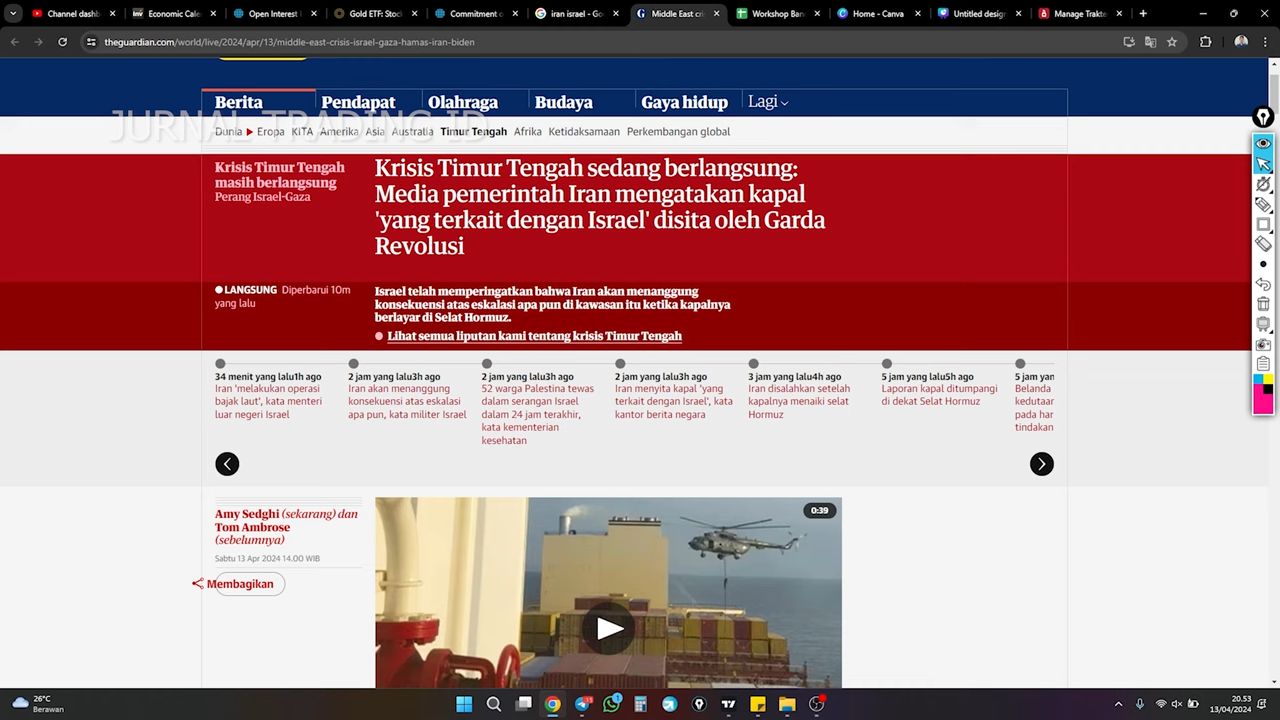 Channel dashb
Economic Cale
Open Interest
Gold ETF: Stoc
Commitment o
iran israel - Go
Middle East cri
Workshop Ban
Home - Canva
Untitled desig
Manage Trakte
theguardian.com/world/live/2024/apr/13/middle-east-crisis-israel-gaza-hamas-iran-biden
Berita
Pendapat
Olahraga
Budaya
Gaya hidup
Lagi
JURNAL TRADING ID
Dunia Eropa KITA Amerika Asia Australia Timur Tengah Afrika Ketidaksamaan Perkembangan global
Krisis Timur Tengah
masih berlangsung
Perang Israel-Gaza
Krisis Timur Tengah sedang berlangsung:
Media pemerintah Iran mengatakan kapal
'yang terkait dengan Israel' disita oleh Garda
Revolusi
LANGSUNG Diperbarui 10m
yang lalu
Israel telah memperingatkan bahwa Iran akan menanggung
konsekuensi atas eskalasi apa pun di kawasan itu ketika kapalnya
berlayar di Selat Hormuz.
Lihat semua liputan kami tentang krisis Timur Tengah
34 menit yang lalu1h ago
Iran 'melakukan operasi
bajak laut', kata menteri
luar negeri Israel
2 jam yang lalu3h ago
Iran akan menanggung
konsekuensi atas eskalasi
apa pun, kata militer Israel
2 jam yang lalu3h ago
52 warga Palestina tewas
dalam serangan Israel
dalam 24 jam terakhir,
kata kementerian
kesehatan
2 jam yang lalu3h ago
Iran menyita kapal 'yang
terkait dengan Israel', kata
kantor berita negara
3 jam yang lalu4h ago
Iran disalahkan setelah
kapalnya menaiki selat
Hormuz
5 jam yang lalu5h ago
Laporan kapal ditumpangi
di dekat Selat Hormuz
5 jam yan
Belanda
kedutaar
pada har
tindakan
Amy Sedghi (sekarang) dan
Tom Ambrose
(sebelumnya)
Sabtu 13 Apr 2024 14.00 WIB
Membagikan
0:39
26°C
Berawan
20.53
13/04/2024